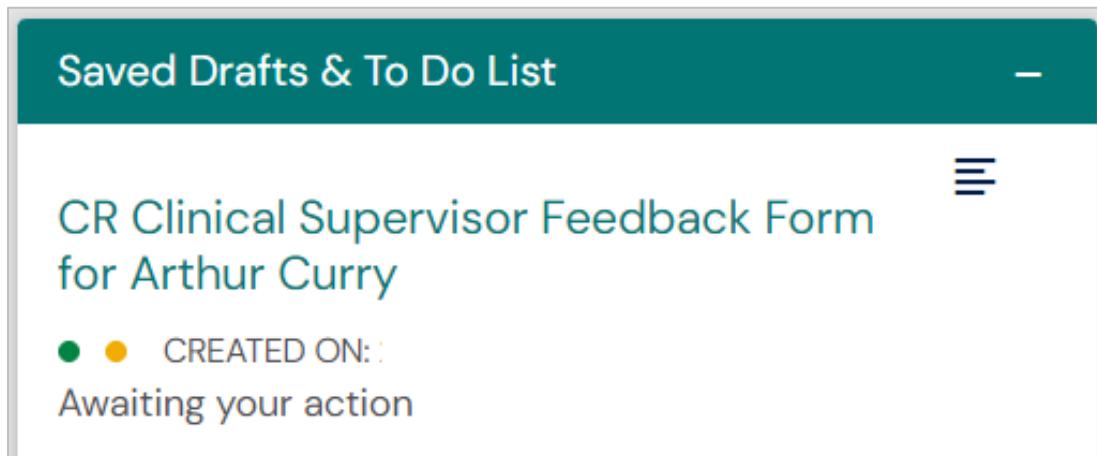 Saved Drafts & To Do List
CR Clinical Supervisor Feedback Form
for Arthur Curry
CREATED ON:
Awaiting your action